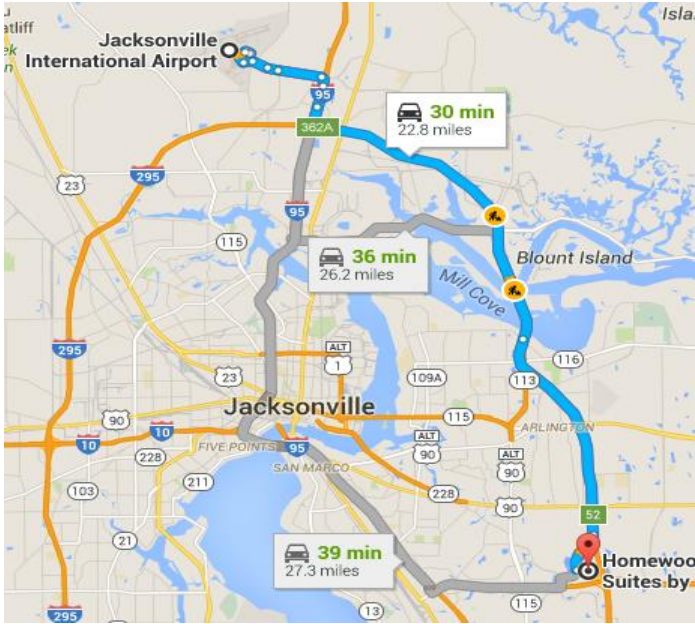 Isla
Jacksonville
International Airport
95
362A
30 min
22.8 miles
23
295
95
115
36 min
26.2 miles
Blount Island
Mill Cove
295
ALT
1
116
23
109A
113
90
Jacksonville
115
ARLINGTON
10
10
FIVE POINTS
95
ALT
90
ALT
90
228
SAN MARCO
211
103
228
90
52
21
39 min
27.3 miles
Homewoo
Suites by
115
13
295